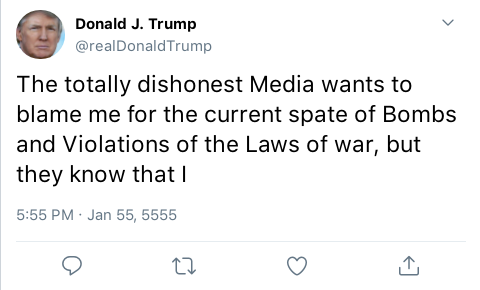 Donald J. Trump
@realDonaldTrump
The totally dishonest Media wants to
blame me for the current spate of Bombs
and Violations of the Laws of war, but
they know that I
5:55 PM · Jan 55, 5555